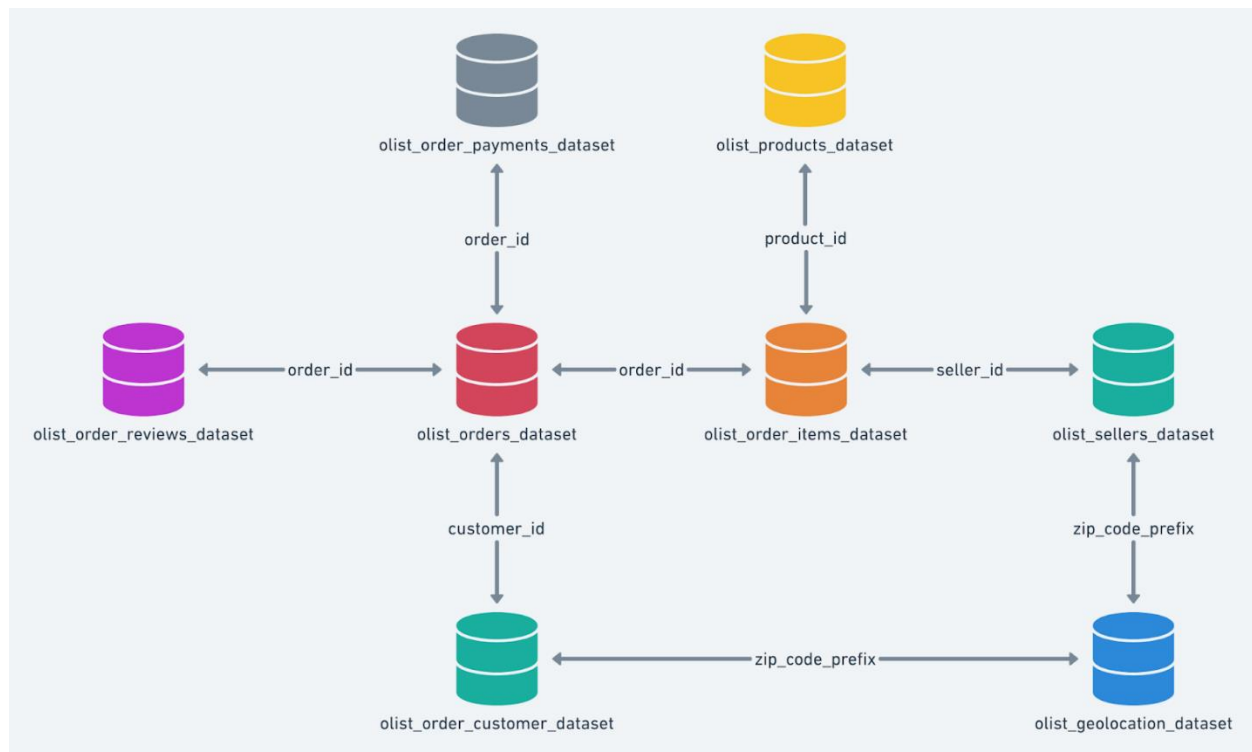 olist_order_payments_dataset
olist_products_dataset
order_id
product_id
order_id
order_id
seller_id
olist_order_reviews_dataset
olist_orders_dataset
olist_order_items_dataset
olist_sellers_dataset
customer_id
zip_code_prefix
zip_code_prefix
olist_order_customer_dataset
olist_geolocation_dataset